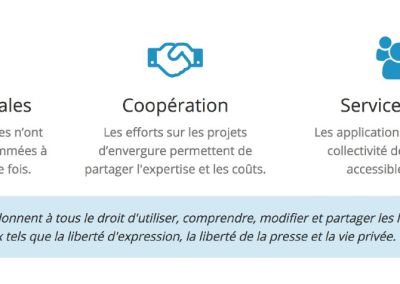 ales
Coopération
Service
es n'ont
Les efforts sur les projets
Les application
mmées à
d'envergure permettent de
collectivité d
e fois.
partager l'expertise et les coûts.
accessible
donnent à tous le droit d'utiliser, comprendre, modifier et partager les l
x tels que la liberté d'expression, la liberté de la presse et la vie privée.